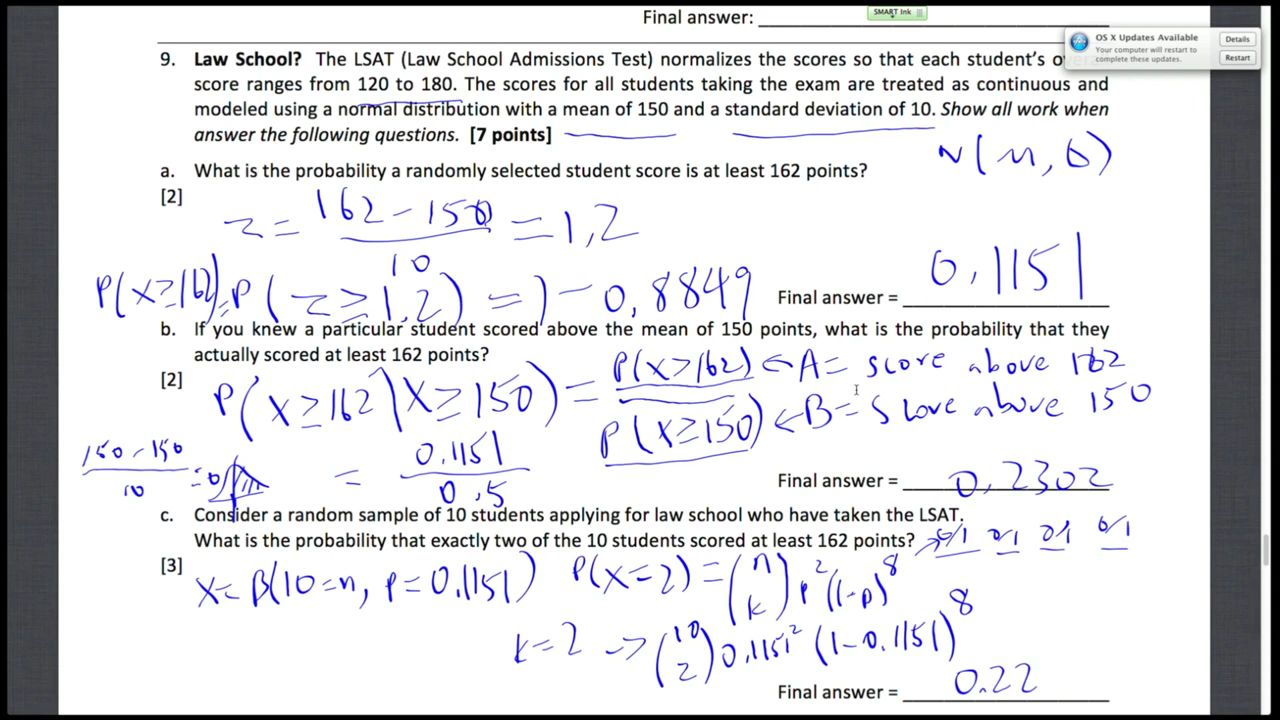 Final answer:
SMART Ink
OS X Updates Available
Your computer will restart to
complete these updates.
Details
Restart
9. Law School? The LSAT (Law School Admissions Test) normalizes the scores so that each student's
score ranges from 120 to 180. The scores for all students taking the exam are treated as continuous and
modeled using a normal distribution with a mean of 150 and a standard deviation of 10. Show all work when
answer the following questions. [7 points]
N(μ, σ)
a. What is the probability a randomly selected student score is at least 162 points?
[2]
z = 162 - 150 / 10 = 1,2
P(X≥162) = P(z ≥ 1,2) = 1 - 0,8849
Final answer = 0,1151
b. If you knew a particular student scored above the mean of 150 points, what is the probability that they
actually scored at least 162 points?
[2]
P(X≥162 | X≥150) = P(X≥162) / P(X≥150)
← A = score above 162
← B = Score above 150
150 - 150 / 10 = 0
= 0.1151 / 0.5
Final answer = 0,2302
c. Consider a random sample of 10 students applying for law school who have taken the LSAT.
What is the probability that exactly two of the 10 students scored at least 162 points?
→ 0/1 0/1 0/1 0/1
[3]
X = B(10=n, P=0.1151) P(X=2) = (n k) p² (1-p)⁸
k=2 → (10 2) 0.1151² (1-0.1151)⁸
Final answer = 0.22